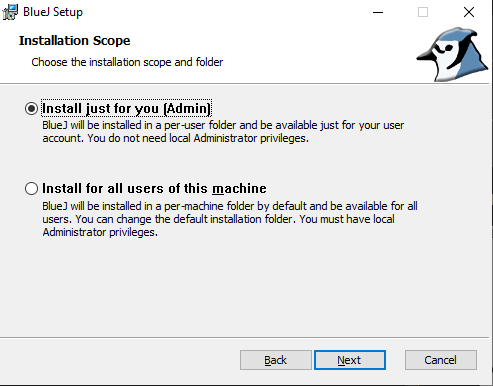 BlueJ Setup
Installation Scope
Choose the installation scope and folder
Install just for you (Admin)
BlueJ will be installed in a per-user folder and be available just for your user
account. You do not need local Administrator privileges.
Install for all users of this machine
BlueJ will be installed in a per-machine folder by default and be available for all
users. You can change the default installation folder. You must have local
Administrator privileges.
Back
Next
Cancel